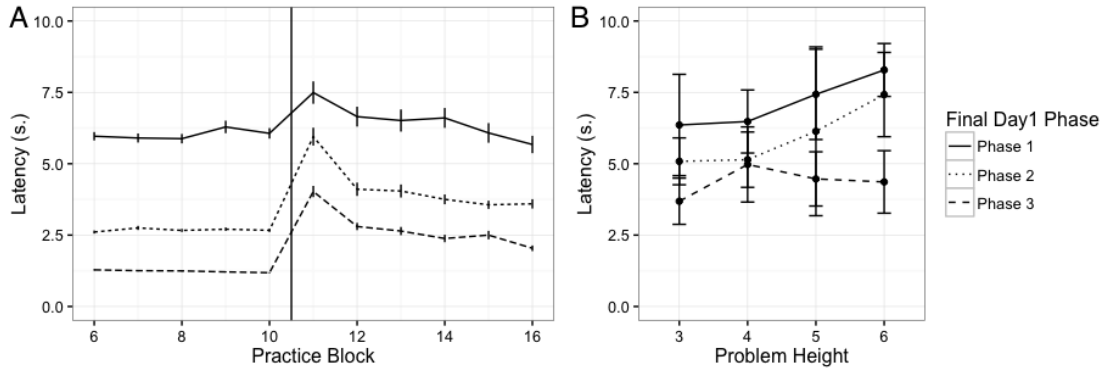 A
10.0
7.5
5.0
2.5
0.0
Latency (s.)
6
8
10
12
14
16
Practice Block
B
10.0
7.5
5.0
2.5
0.0
Latency (s.)
3
4
5
6
Problem Height
Final Day1 Phase
Phase 1
Phase 2
Phase 3